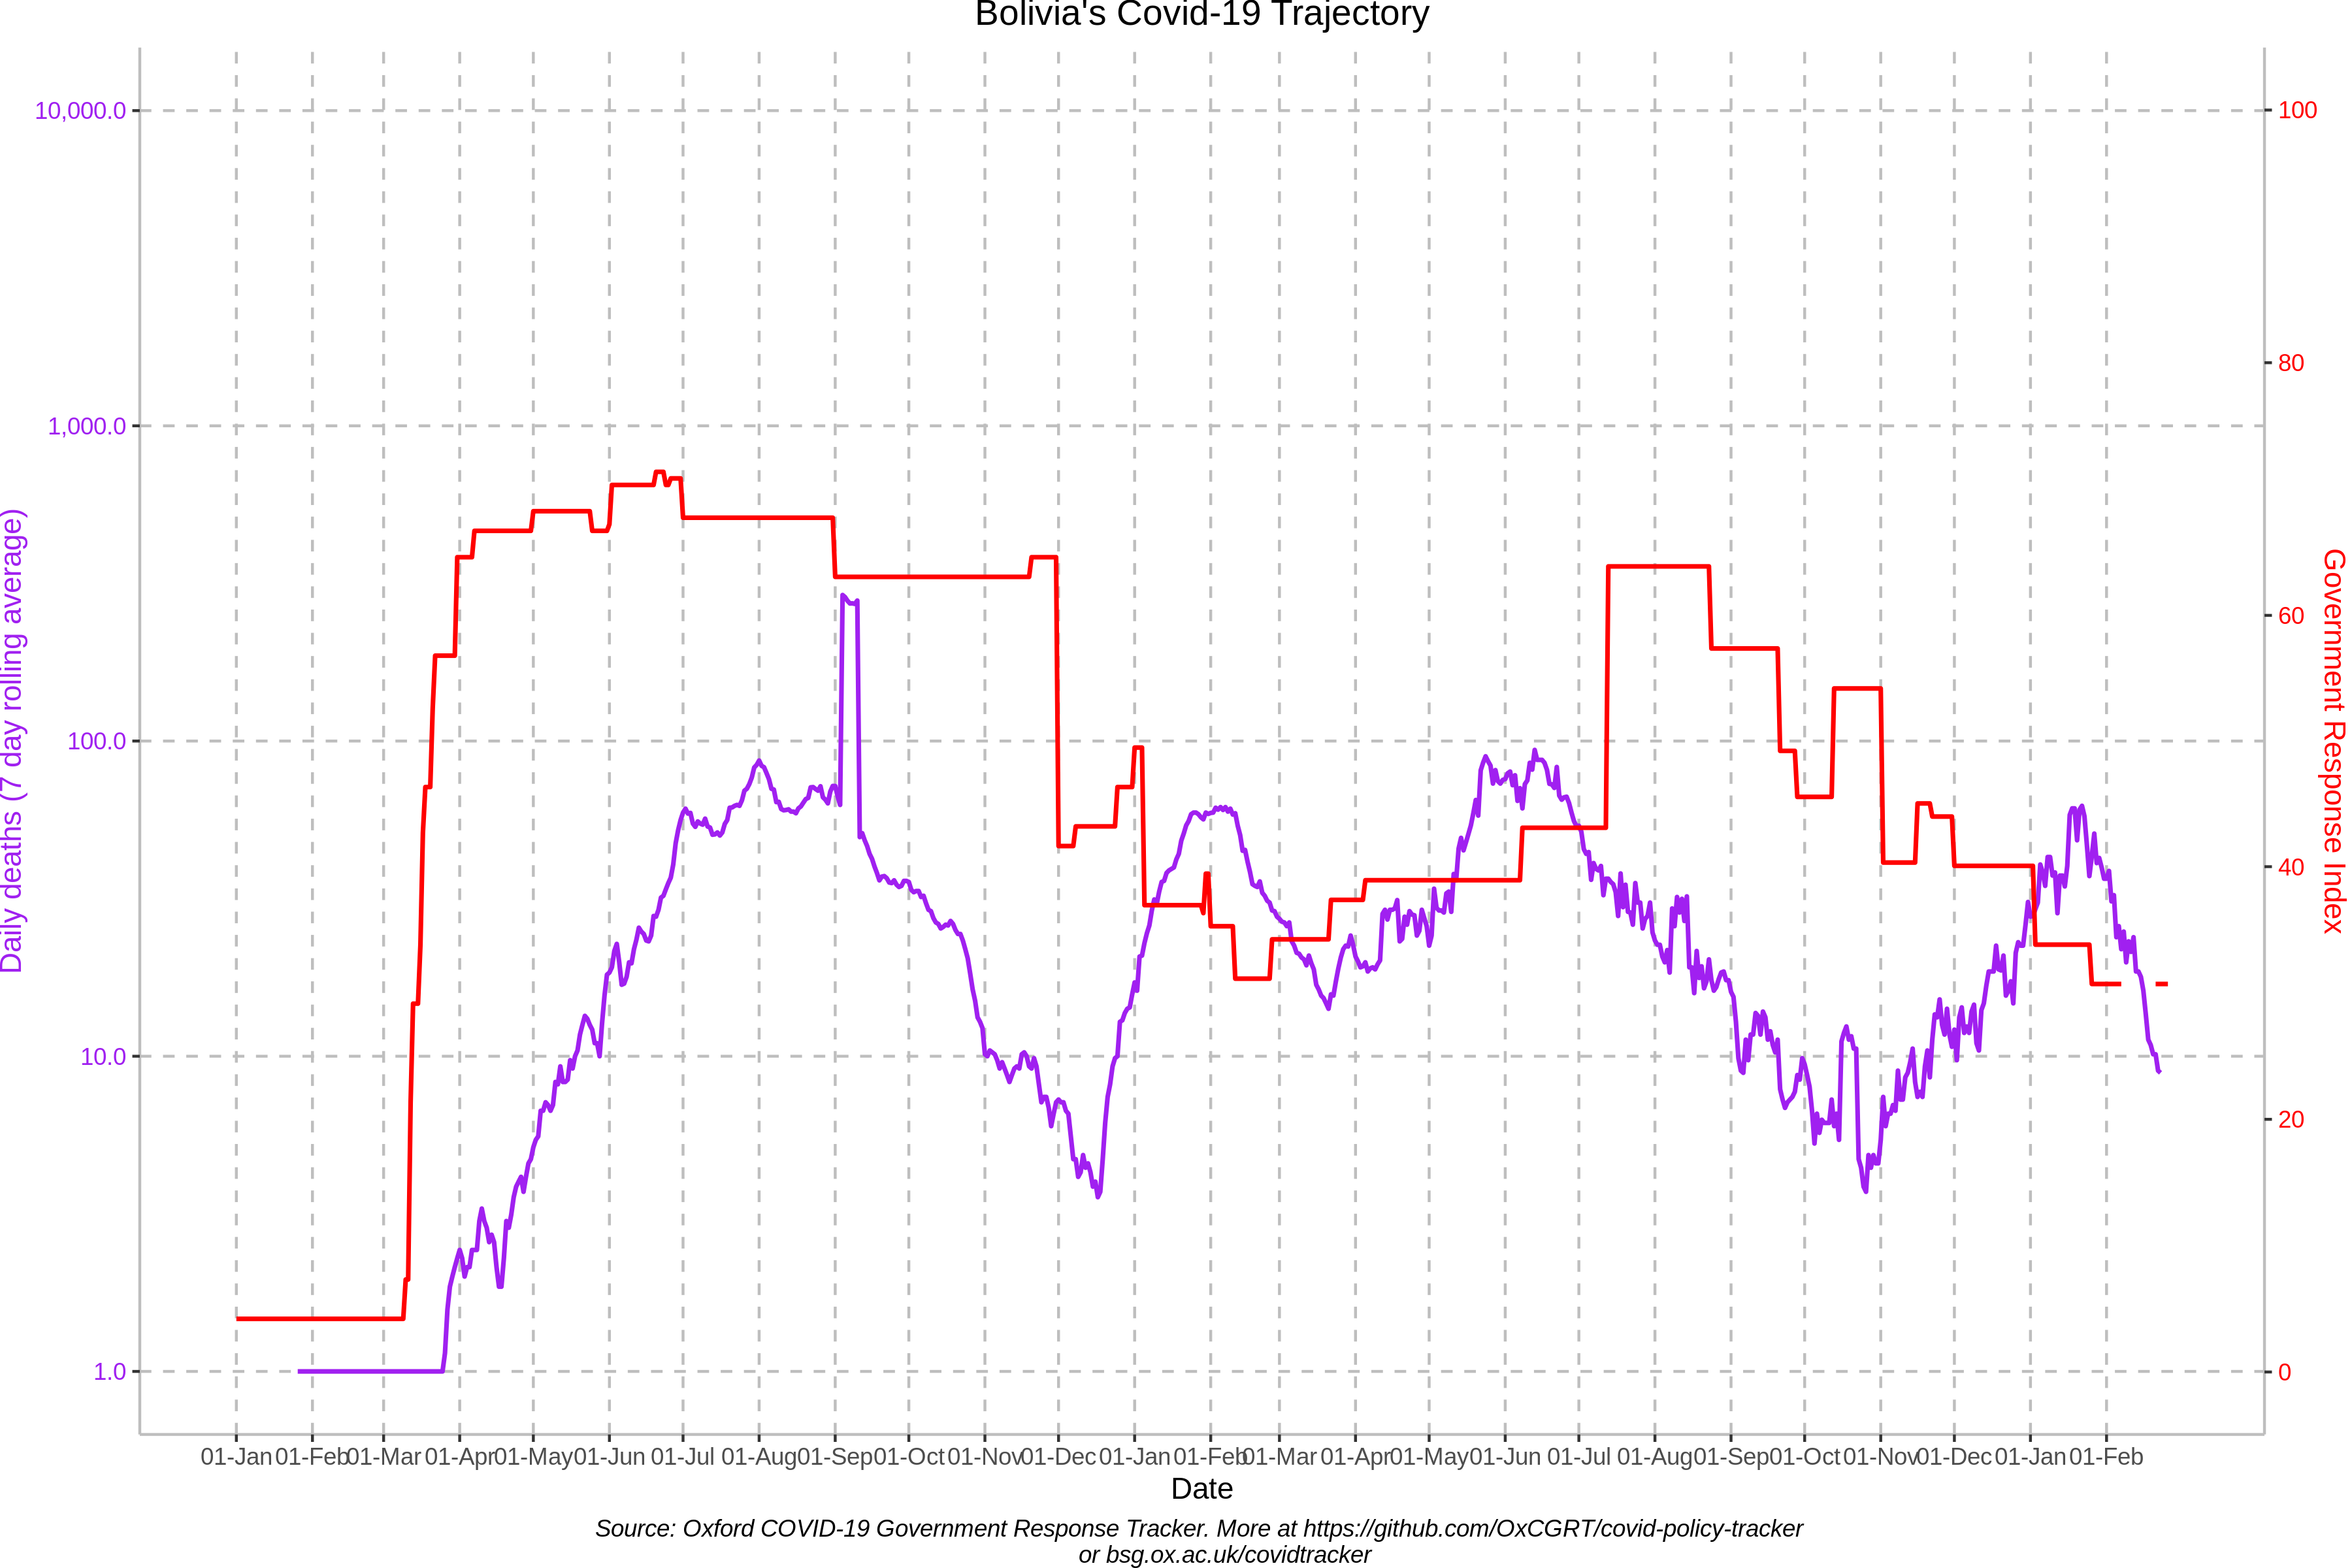 Bolivia's Covid-19 Trajectory
10,000.0
1,000.0
100.0
10.0
1.0
Daily deaths (7 day rolling average)
100
80
60
40
20
0
Government Response Index
01-Jan 01-Feb 01-Mar 01-Apr 01-May 01-Jun 01-Jul 01-Aug 01-Sep 01-Oct 01-Nov 01-Dec 01-Jan 01-Feb 01-Mar 01-Apr 01-May 01-Jun 01-Jul 01-Aug 01-Sep 01-Oct 01-Nov 01-Dec 01-Jan 01-Feb
Date
Source: Oxford COVID-19 Government Response Tracker. More at https://github.com/OxCGRT/covid-policy-tracker
or bsg.ox.ac.uk/covidtracker